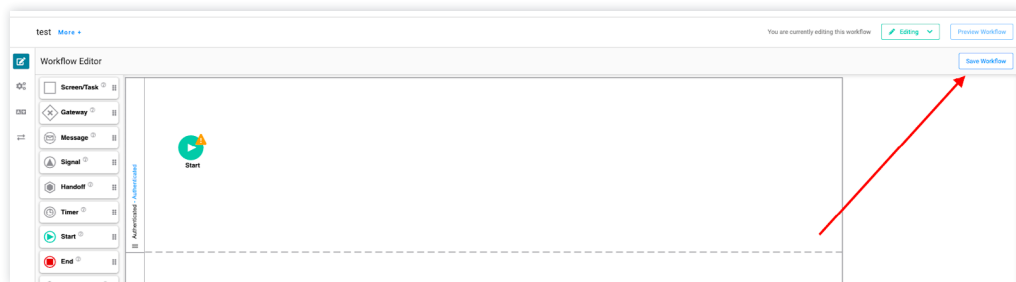 test More +
You are currently editing this workflow
Editing
Preview Workflow
Workflow Editor
Save Workflow
Screen/Task
Gateway
Message
Signal
Handoff
Timer
Start
End
Start
Authenticated - Authenticated